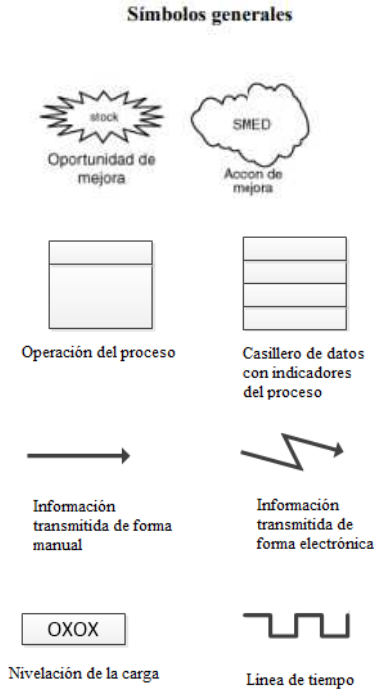 Símbolos generales
stock
Oportunidad de
mejora
SMED
Accon de
mejora
Operación del proceso
Casillero de datos
con indicadores
del proceso
Información
transmitida de forma
manual
Información
transmitida de
forma electrónica
OXOX
Nivelación de la carga
Linea de tiempo